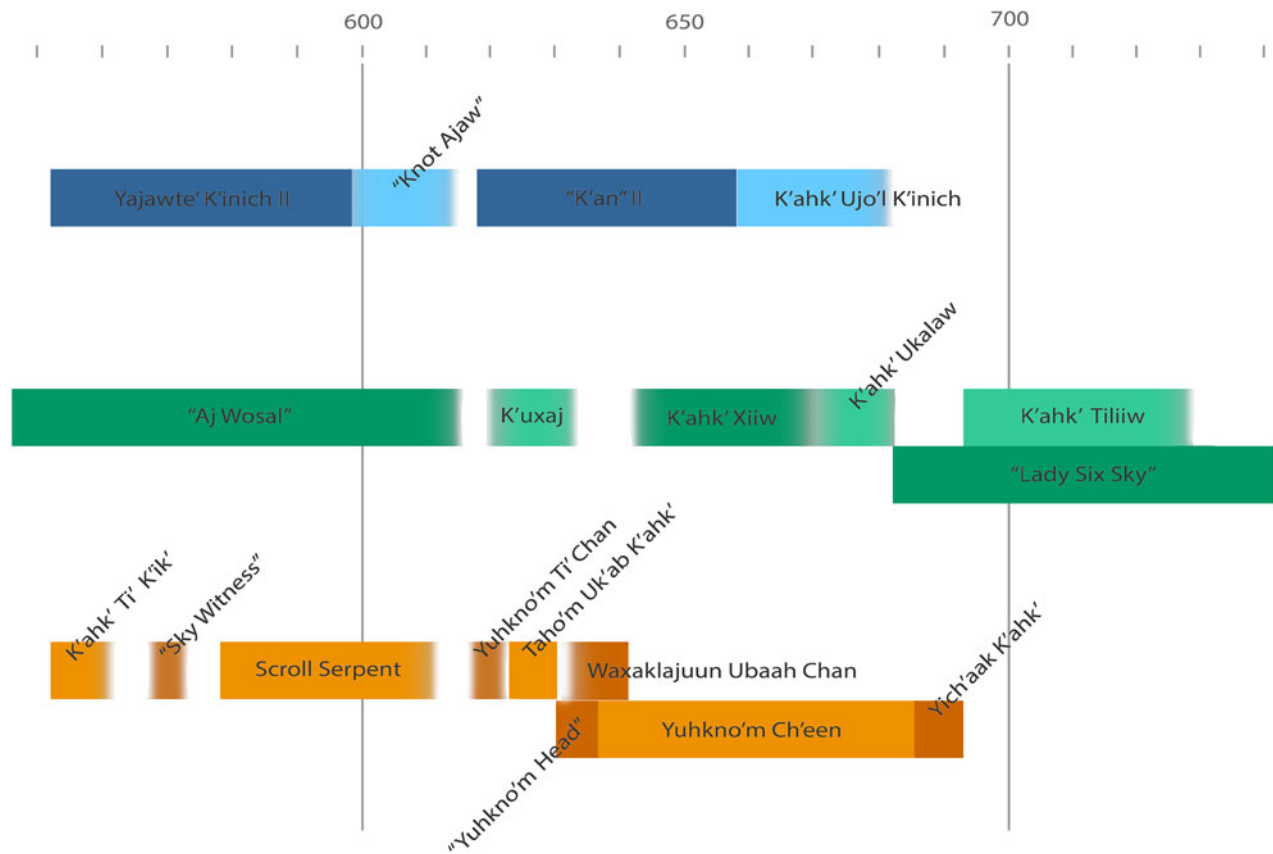 600
650
700
“Knot Ajaw”
Yajawte’ K’inich II
“K’an” II
K’ahk’ Ujo’l K’inich
K’ahk’ Ukalaw
“Aj Wosal”
K’uxaj
K’ahk’ Xiiw
K’ahk’ Tiliiw
“Lady Six Sky”
K’ahk’ Ti’ K’ik’
“Sky Witness”
Scroll Serpent
Yuhkno’m Ti’ Chan
Taho’m Uk’ab K’ahk’
Waxaklajuun Ubaah Chan
“Yuhkno’m Head”
Yuhkno’m Ch’een
Yich’aak K’ahk’